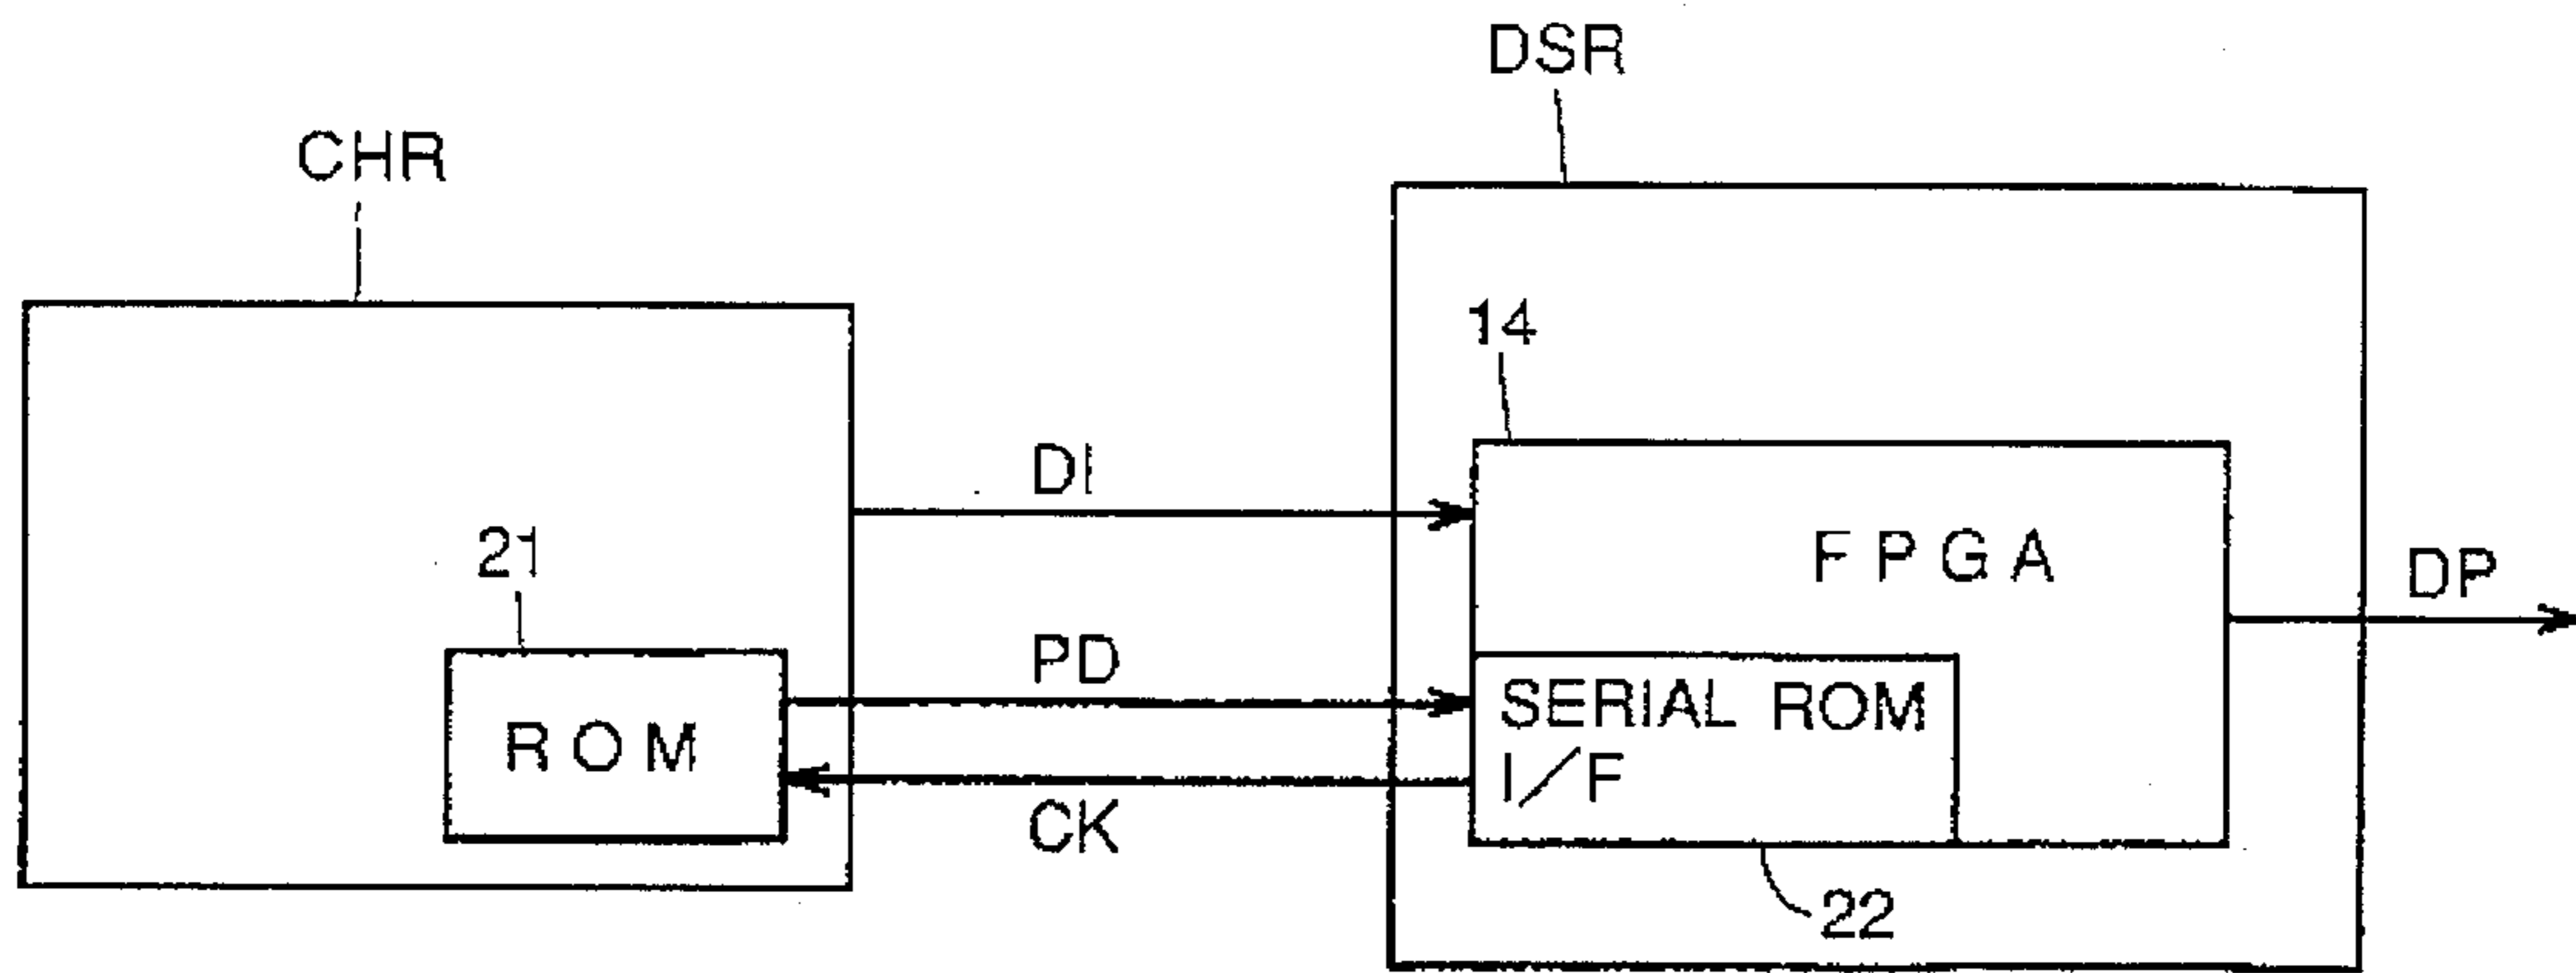 DSR
CHR
14
DI
FPGA
21
DP
PD
SERIAL ROM
I/F
ROM
CK
22